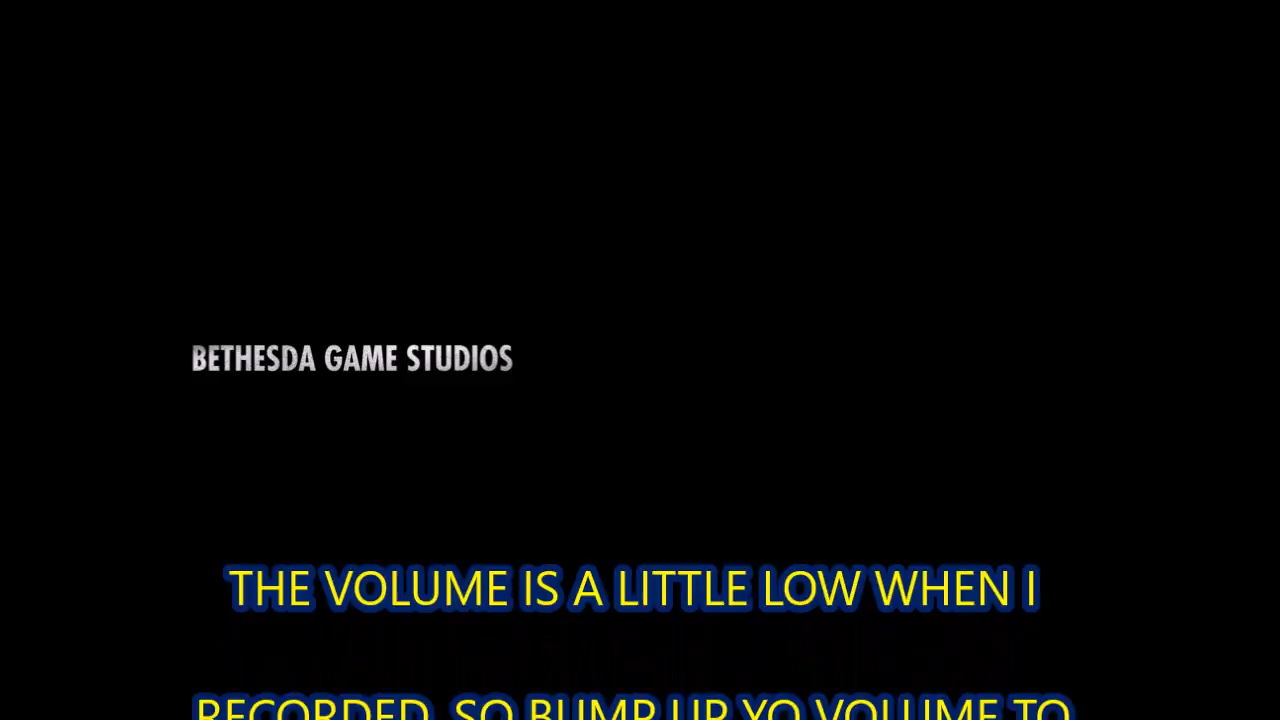 BETHESDA GAME STUDIOS
THE VOLUME IS A LITTLE LOW WHEN I
RECORDED, SO BUMP UP YO VOLUME TO